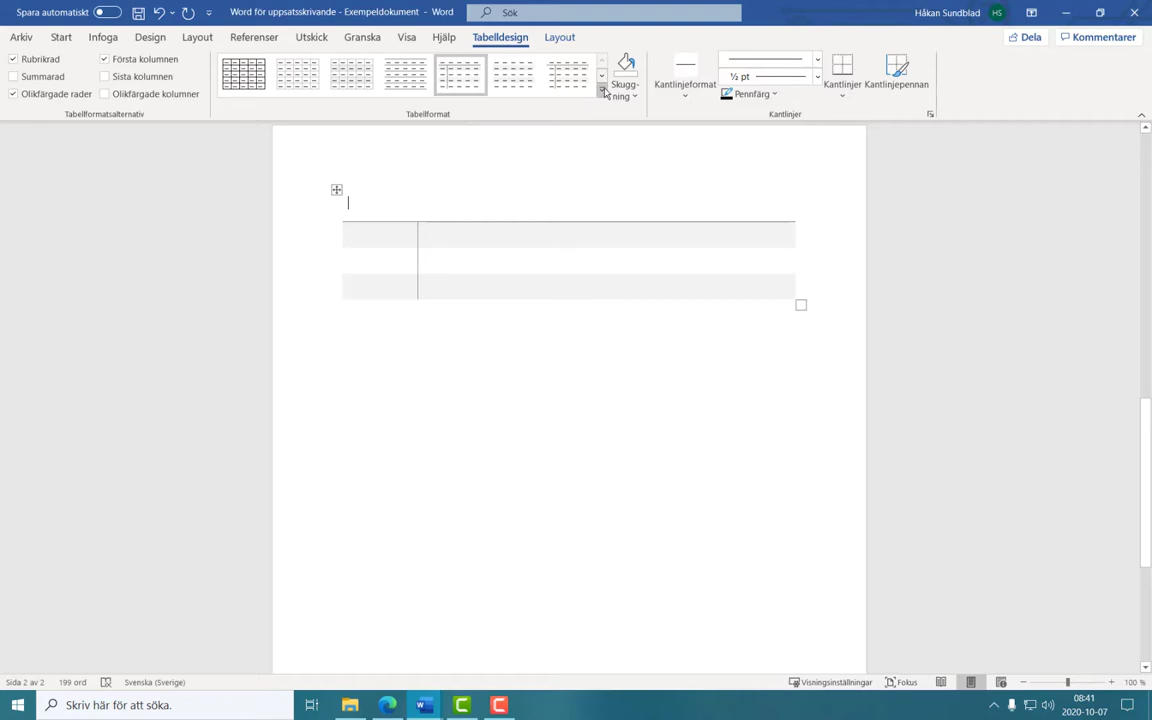 Spara automatiskt
Word för uppsatsskrivande - Exempeldokument - Word
Sök
Håkan Sundblad
HS
Arkiv Start Infoga Design Layout Referenser Utskick Granska Visa Hjälp Tabelldesign Layout
Dela Kommentarer
Rubrikrad Första kolumnen
Summarad Sista kolumnen
Olikfärgade rader Olikfärgade kolumner
Tabellformatsalternativ
Skugg-
ning
Tabellformat
Kantlinjeformat
½ pt
Pennfärg
Kantlinjer Kantlinjepennan
Kantlinjer
Sida 2 av 2 199 ord Svenska (Sverige)
Visningsinställningar Fokus
100 %
Skriv här för att söka.
08:41
2020-10-07